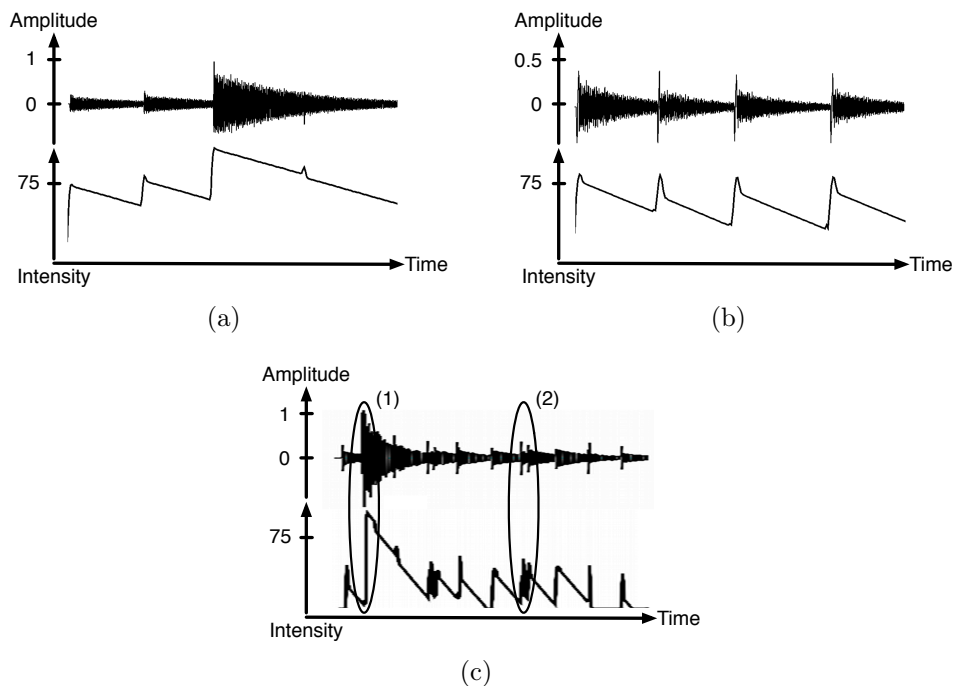 Amplitude
1
0
75
Intensity
Time
(a)
Amplitude
0.5
0
75
Intensity
Time
(b)
Amplitude
(1)
(2)
1
0
75
Intensity
Time
(c)